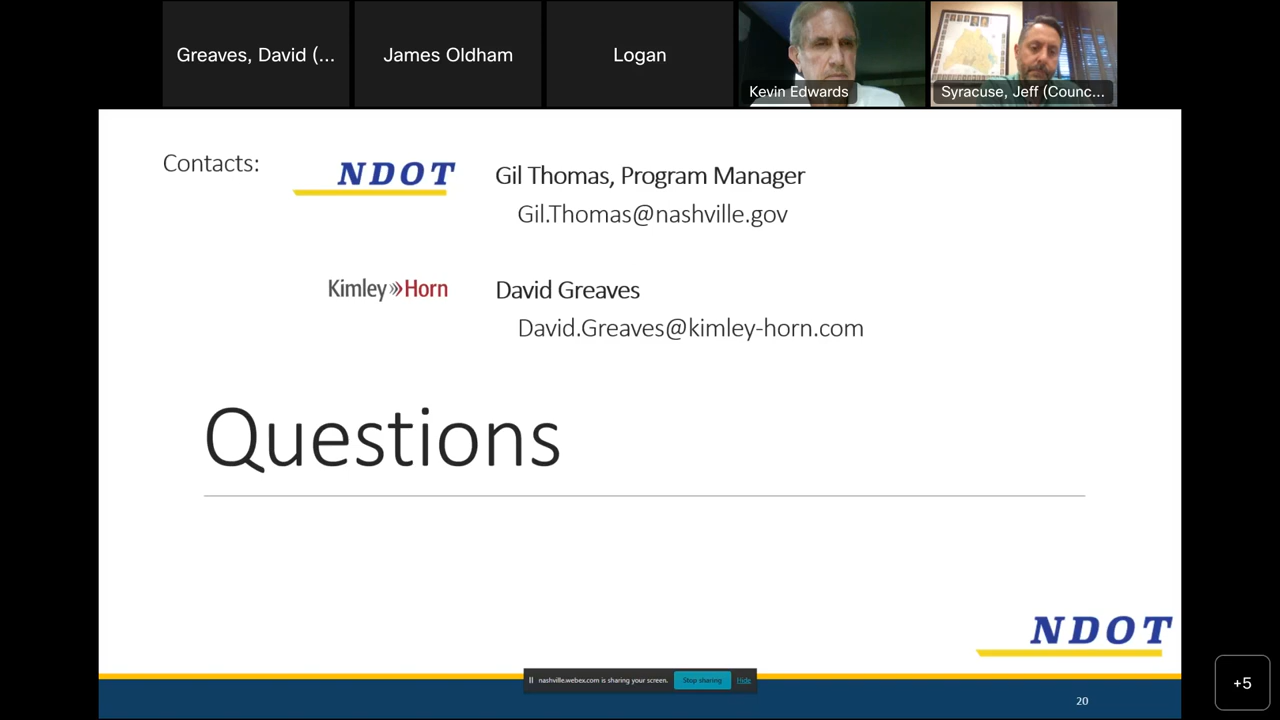 Greaves, David (...
James Oldham
Logan
Kevin Edwards
Syracuse, Jeff (Counc...
Contacts:
NDOT
Gil Thomas, Program Manager
Gil.Thomas@nashville.gov
Kimley»Horn
David Greaves
David.Greaves@kimley-horn.com
Questions
NDOT
nashville.webex.com is sharing your screen.
Stop sharing
Hide
20
+5